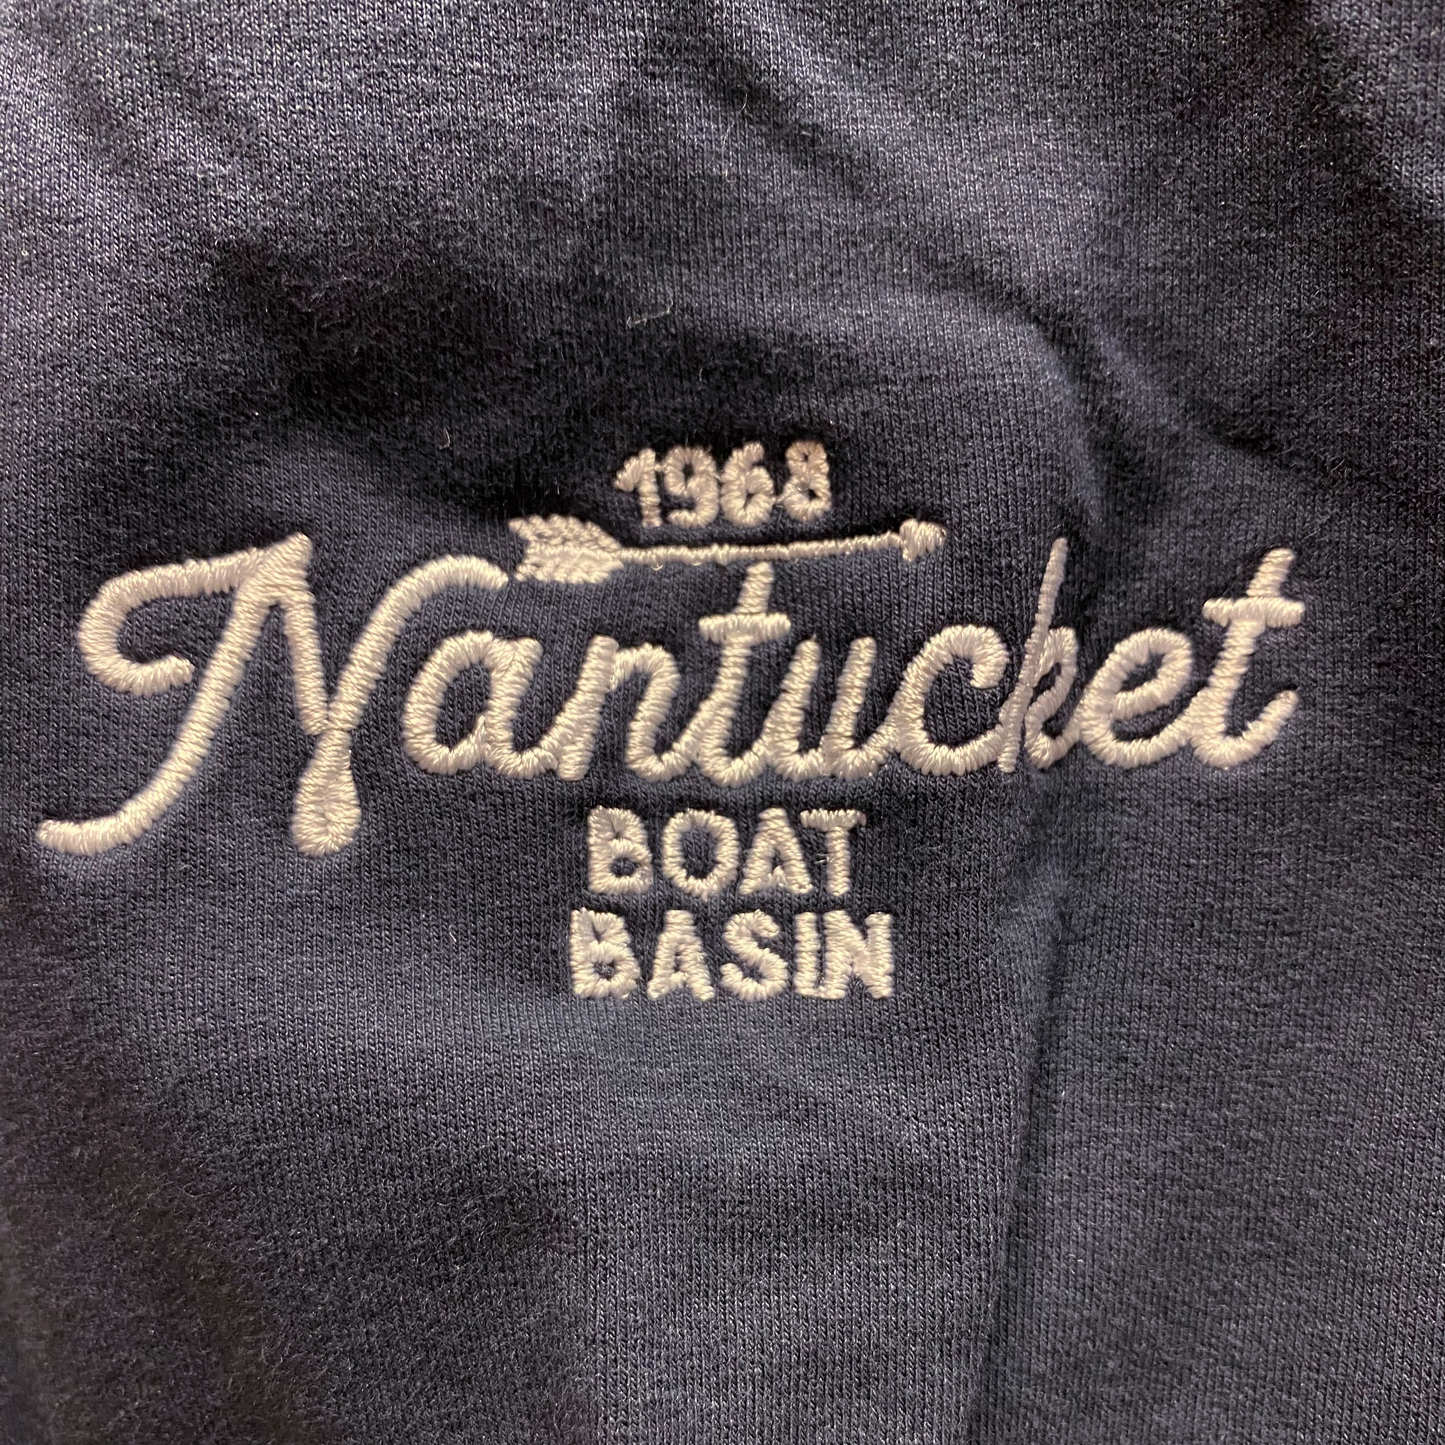 1968
Nantucket
BOAT
BASIN